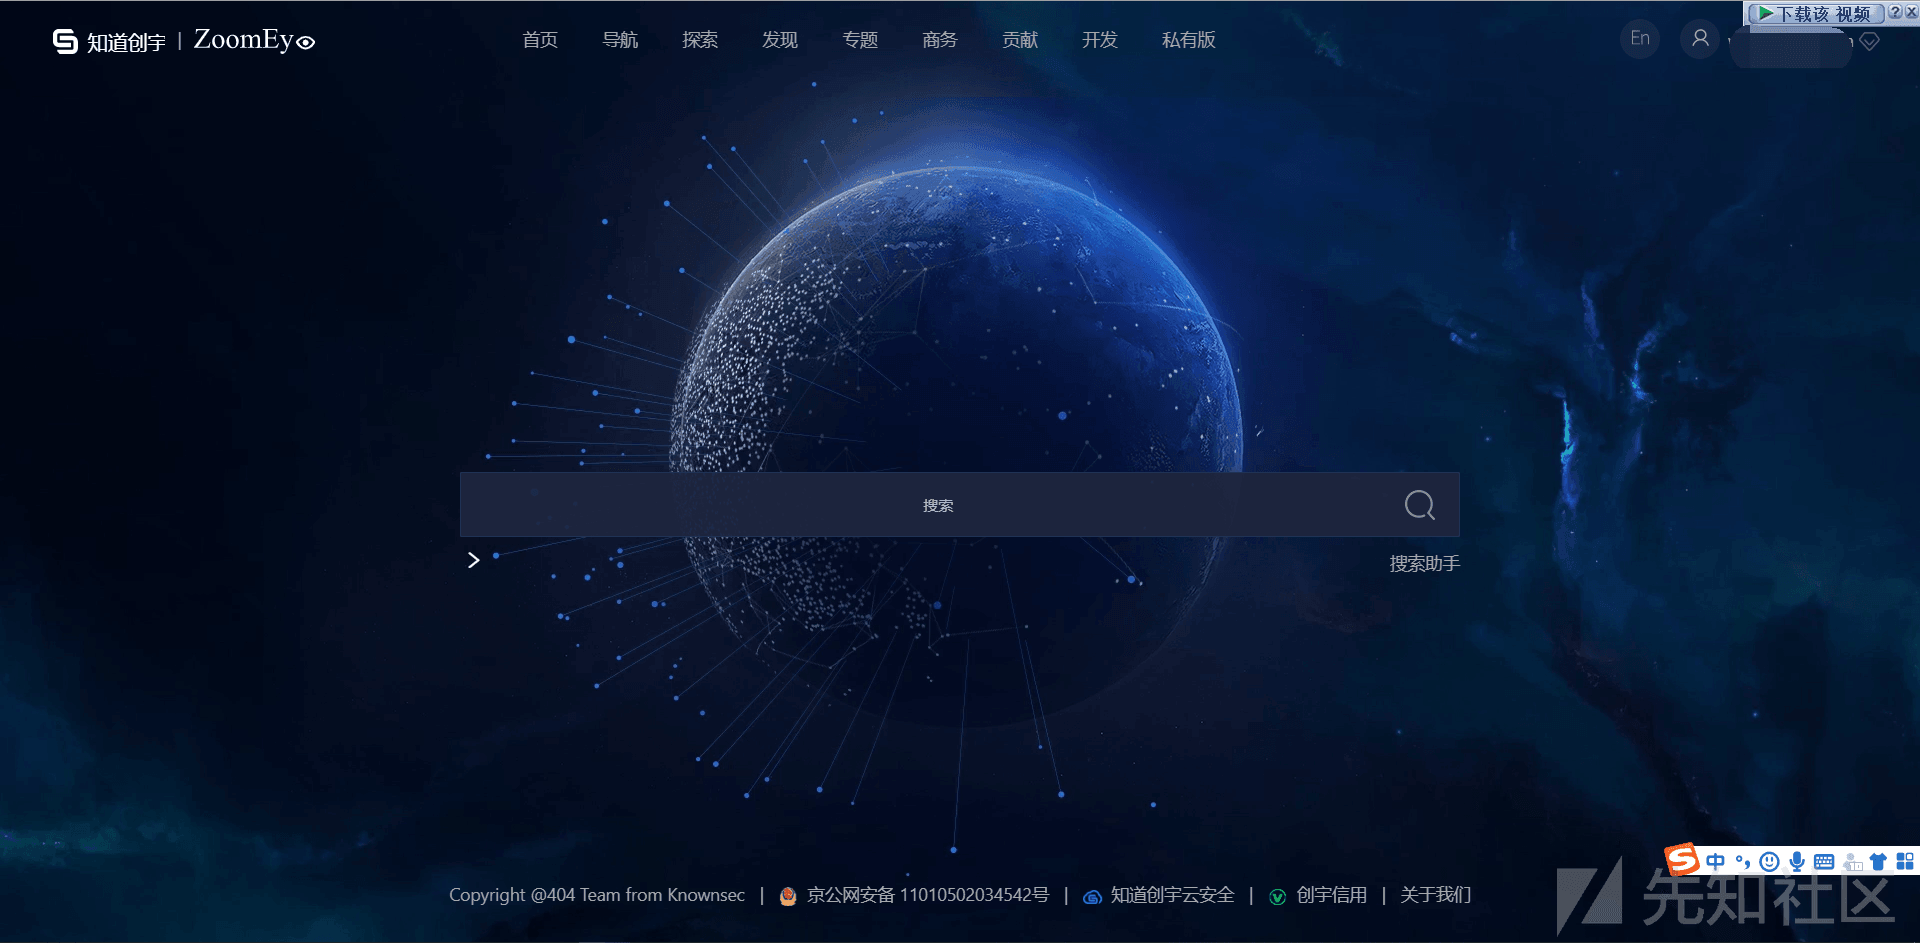 下载该 视频 ? X
知道创宇 | ZoomEye
首页 导航 探索 发现 专题 商务 贡献 开发 私有版
En
搜索
搜索助手
中
Copyright @404 Team from Knownsec | 京公网安备 11010502034542号 | 知道创宇云安全 | 创宇信用 | 关于我们
先知社区